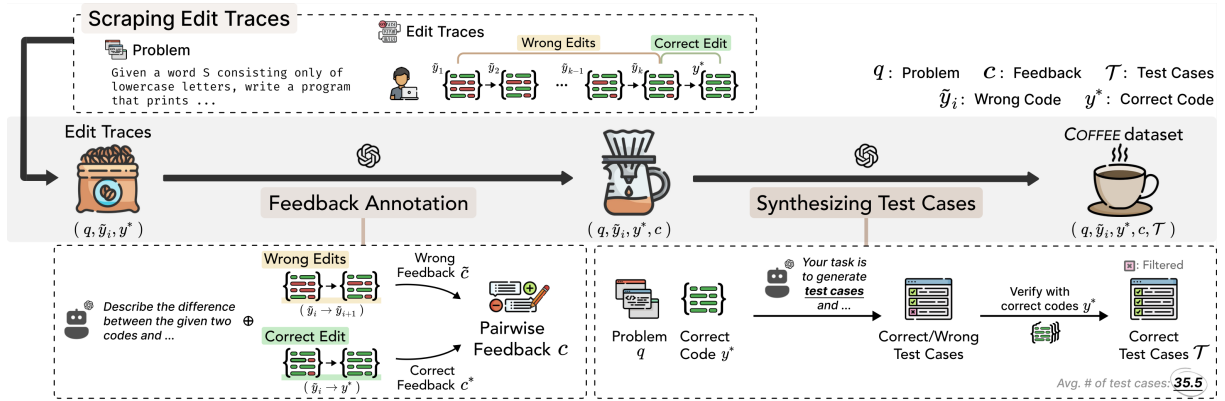 Scraping Edit Traces
Problem
Given a word S consisting only of
lowercase letters, write a program
that prints ...
Edit Traces
Wrong Edits
Correct Edit
ỹ₁ ỹ₂ ... ỹₖ₋₁ ỹₖ y*
q : Problem c : Feedback T : Test Cases
ỹᵢ : Wrong Code y* : Correct Code
Edit Traces
( q, ỹᵢ, y* )
Feedback Annotation
( q, ỹᵢ, y*, c )
Synthesizing Test Cases
COFFEE dataset
( q, ỹᵢ, y*, c, T )
Describe the difference
between the given two
codes and ...
⊕
Wrong Edits
( ỹᵢ → ỹᵢ₊₁ )
Correct Edit
( ỹᵢ → y* )
Wrong
Feedback c̃
Correct
Feedback c*
Pairwise
Feedback c
Problem
q
Correct
Code y*
Your task is
to generate
test cases
and ...
Correct/Wrong
Test Cases
Verify with
correct codes y*
: Filtered
Correct
Test Cases T
Avg. # of test cases: 35.5